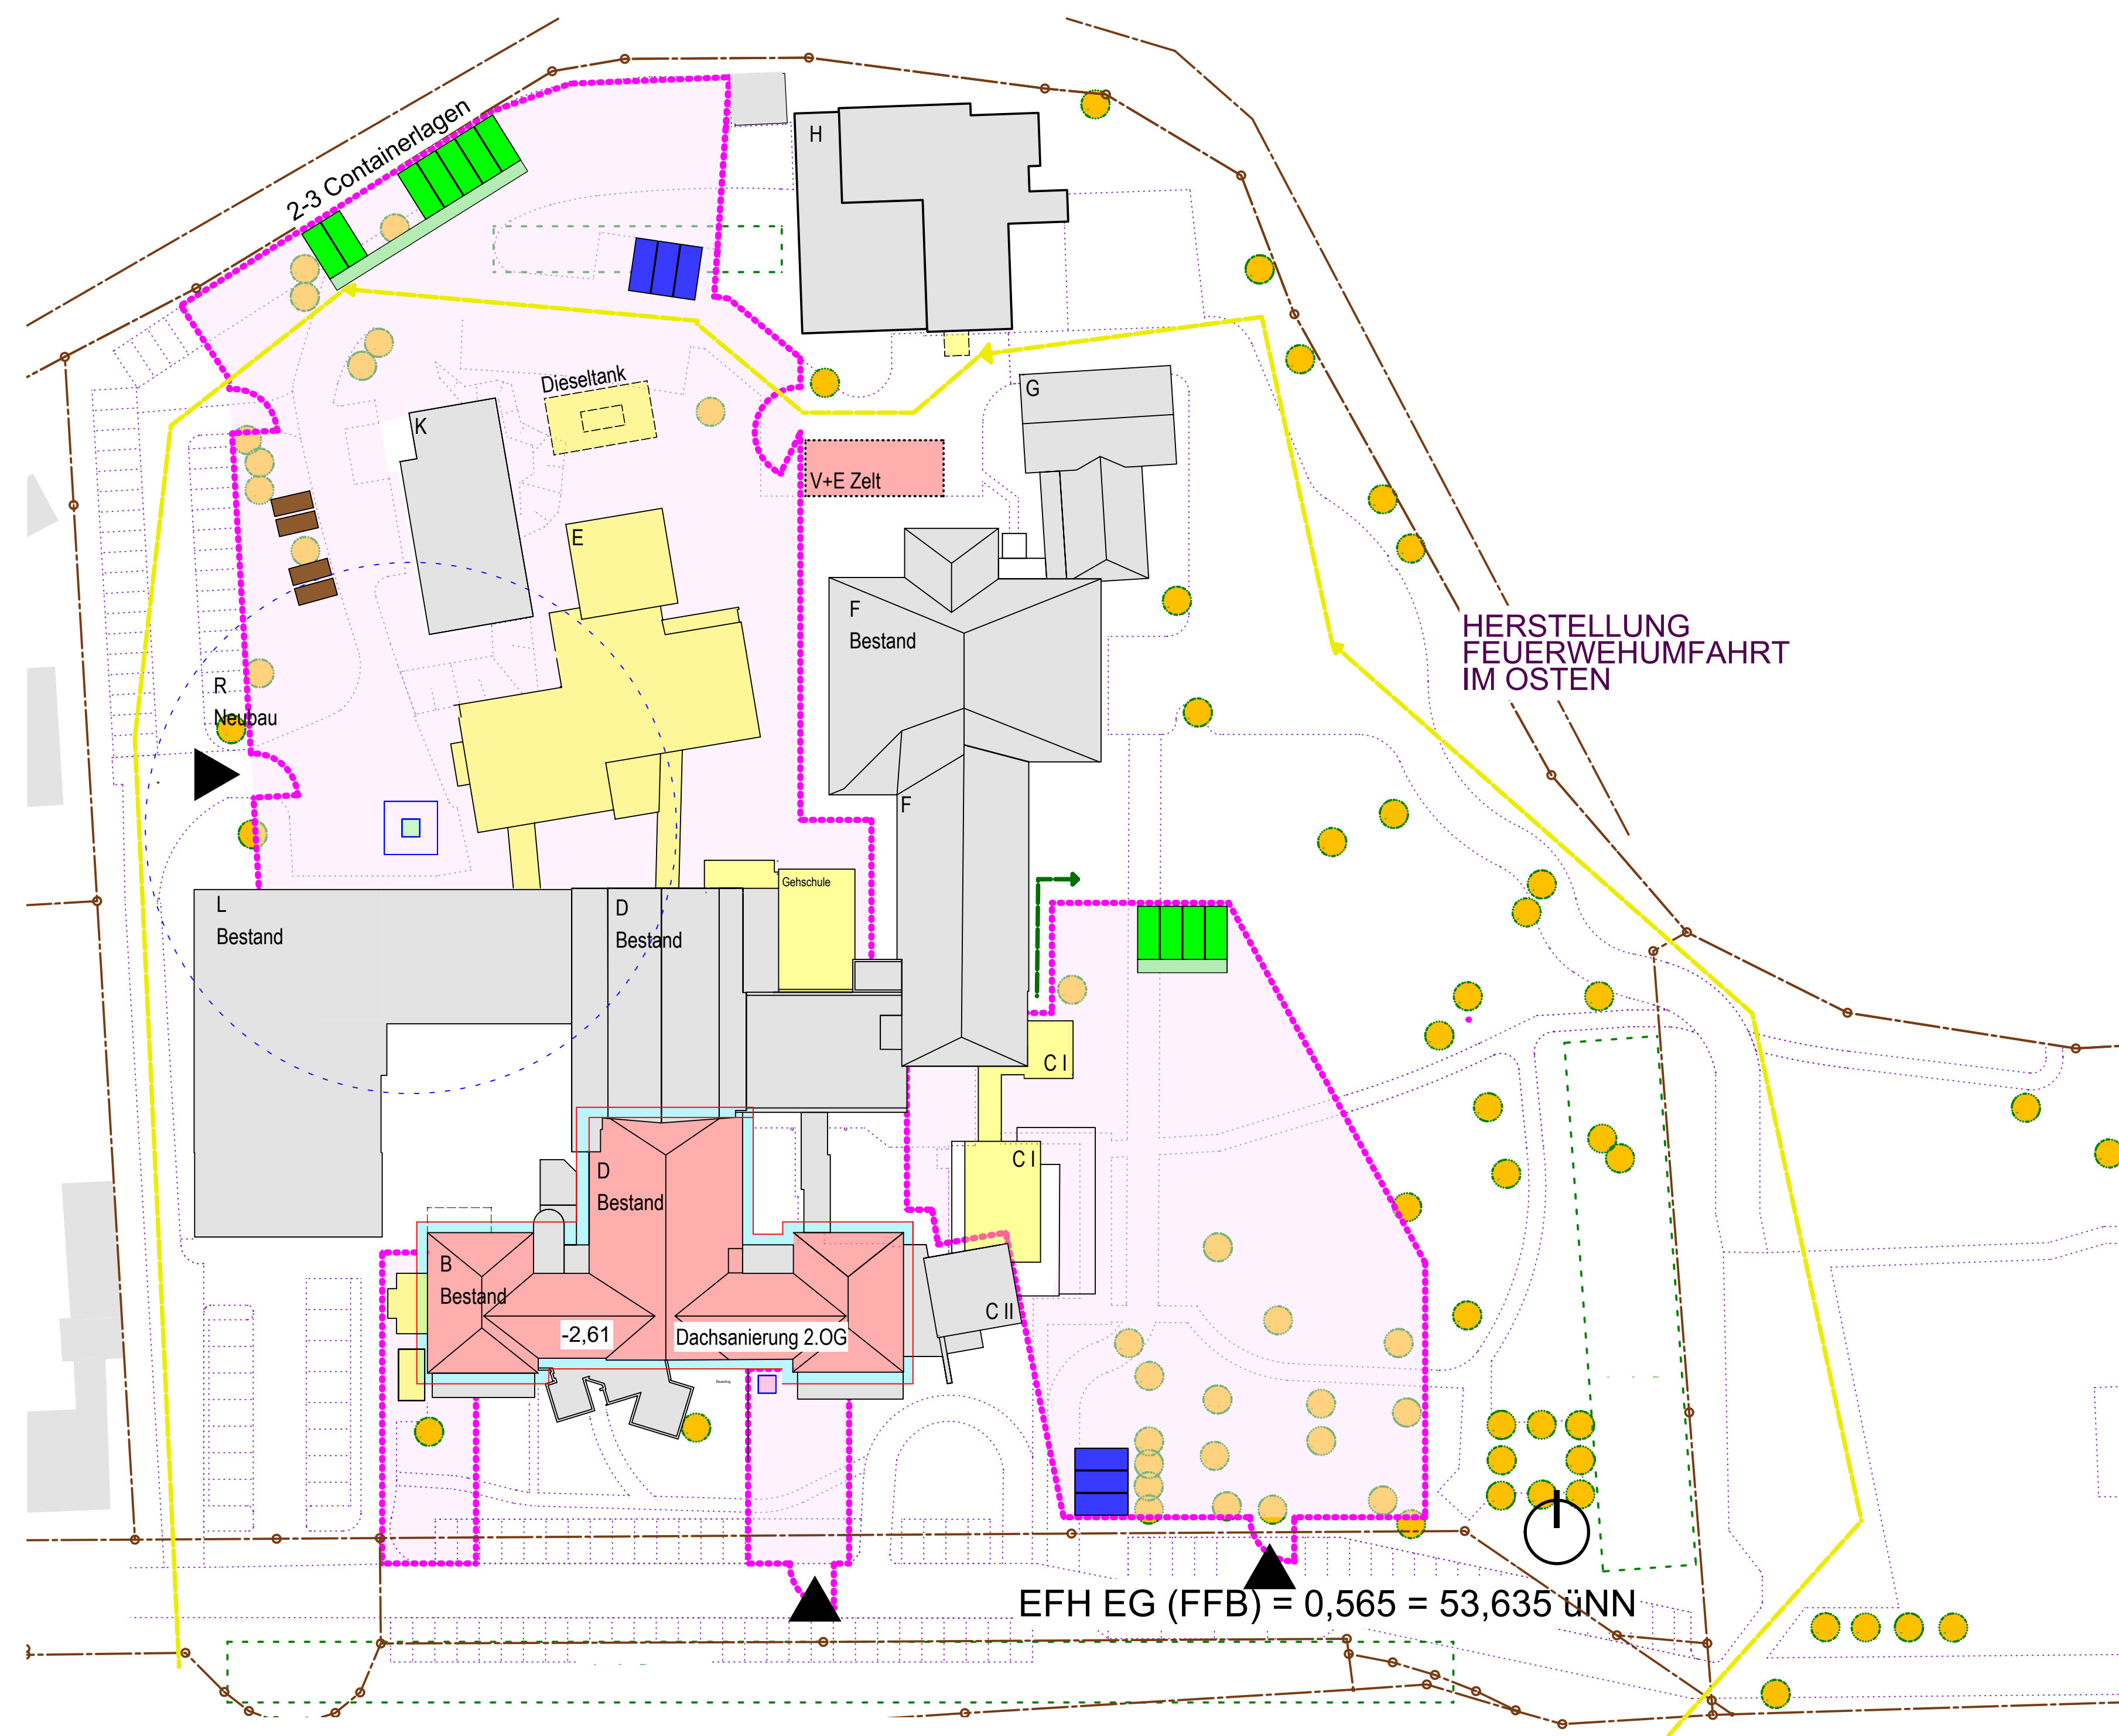 2-3 Containerlagen
H
Dieseltank
G
K
V+E Zelt
E
F
Bestand
HERSTELLUNG
FEUERWEHUMFAHRT
IM OSTEN
R
Neubau
F
Gehschule
L
Bestand
D
Bestand
C I
C I
D
Bestand
B
Bestand
C II
-2,61
Dachsanierung 2.OG
EFH EG (FFB) = 0,565 = 53,635 üNN